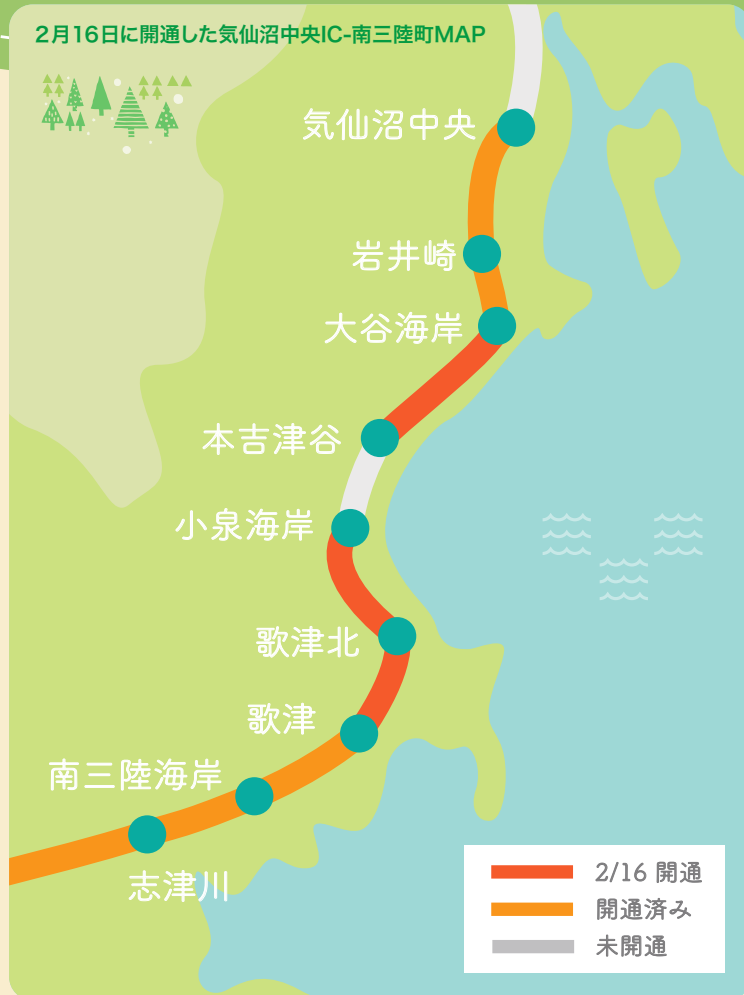 2月16日に開通した気仙沼中央IC-南三陸町MAP
気仙沼中央
岩井崎
大谷海岸
本吉津谷
小泉海岸
歌津北
歌津
南三陸海岸
志津川
2/16 開通
開通済み
未開通